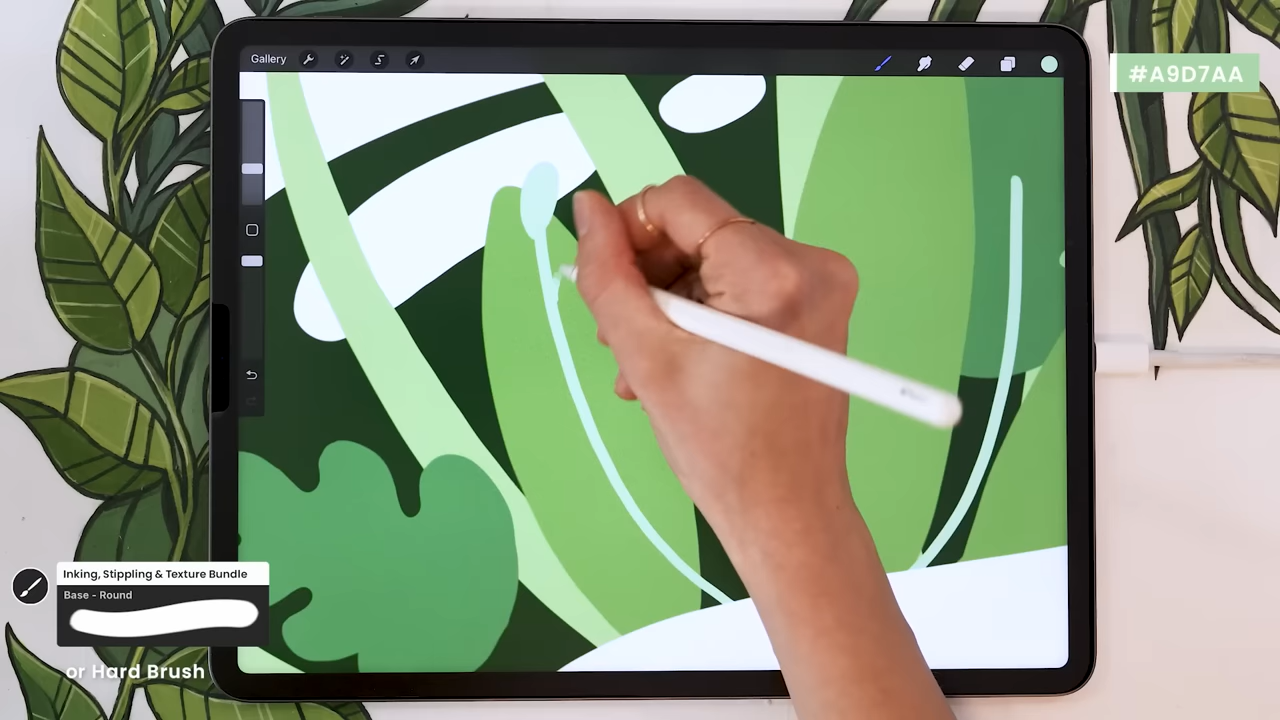 Gallery
#A9D7AA
Inking, Stippling & Texture Bundle
Base - Round
or Hard Brush